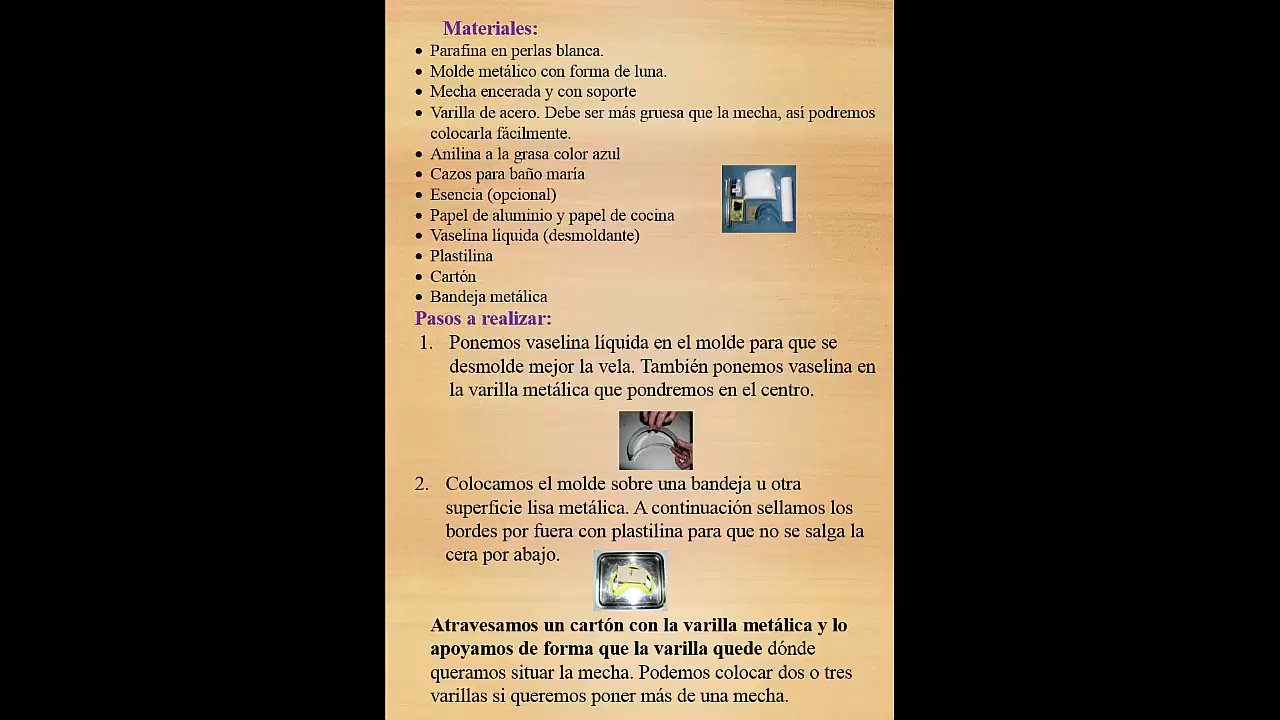 Materiales:
• Parafina en perlas blanca.
• Molde metálico con forma de luna.
• Mecha encerada y con soporte
• Varilla de acero. Debe ser más gruesa que la mecha, así podremos
colocarla fácilmente.
• Anilina a la grasa color azul
• Cazos para baño maría
• Esencia (opcional)
• Papel de aluminio y papel de cocina
• Vaselina líquida (desmoldante)
• Plastilina
• Cartón
• Bandeja metálica
Pasos a realizar:
1. Ponemos vaselina líquida en el molde para que se
desmolde mejor la vela. También ponemos vaselina en
la varilla metálica que pondremos en el centro.
2. Colocamos el molde sobre una bandeja u otra
superficie lisa metálica. A continuación sellamos los
bordes por fuera con plastilina para que no se salga la
cera por abajo.
Atravesamos un cartón con la varilla metálica y lo
apoyamos de forma que la varilla quede dónde
queramos situar la mecha. Podemos colocar dos o tres
varillas si queremos poner más de una mecha.